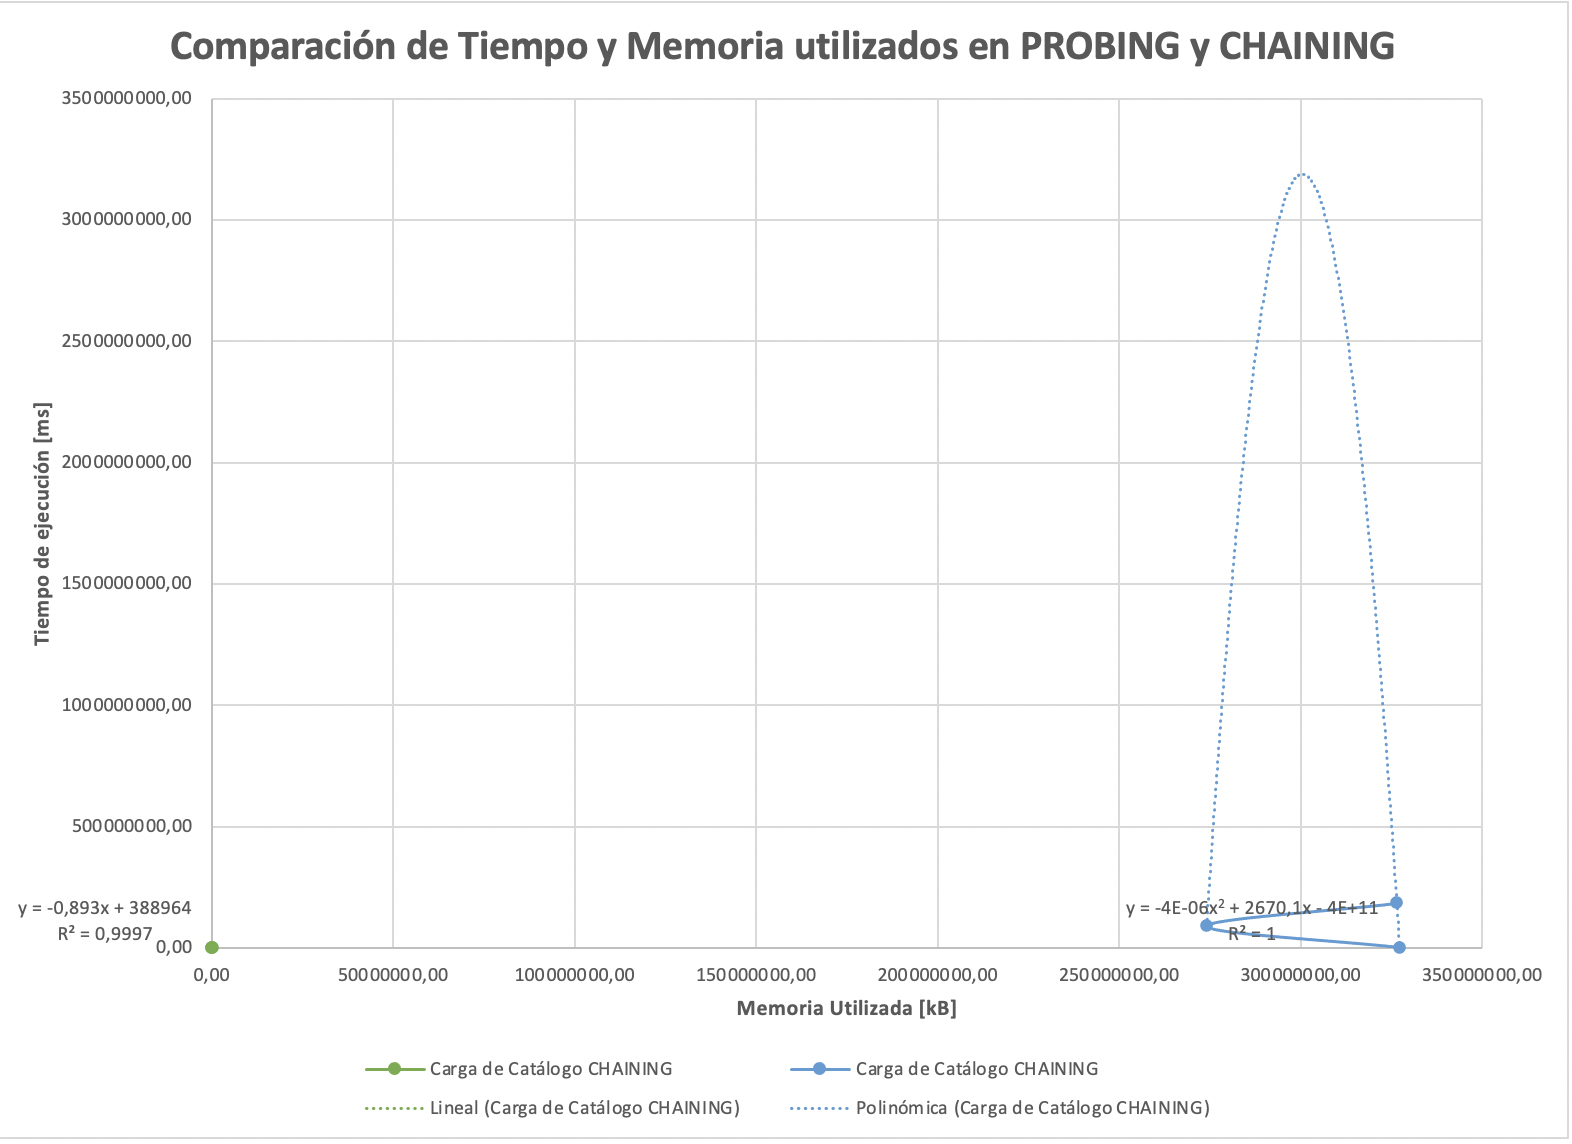 Comparación de Tiempo y Memoria utilizados en PROBING y CHAINING
3500000000,00
3000000000,00
2500000000,00
2000000000,00
1500000000,00
1000000000,00
500000000,00
0,00
Tiempo de ejecución [ms]
y = -0,893x + 388964
R² = 0,9997
y = -4E-06x² + 2670,1x - 4E+11
R² = 1
0,00
50000000,00
100000000,00
150000000,00
200000000,00
250000000,00
300000000,00
350000000,00
Memoria Utilizada [kB]
Carga de Catálogo CHAINING
Carga de Catálogo CHAINING
Lineal (Carga de Catálogo CHAINING)
Polinómica (Carga de Catálogo CHAINING)